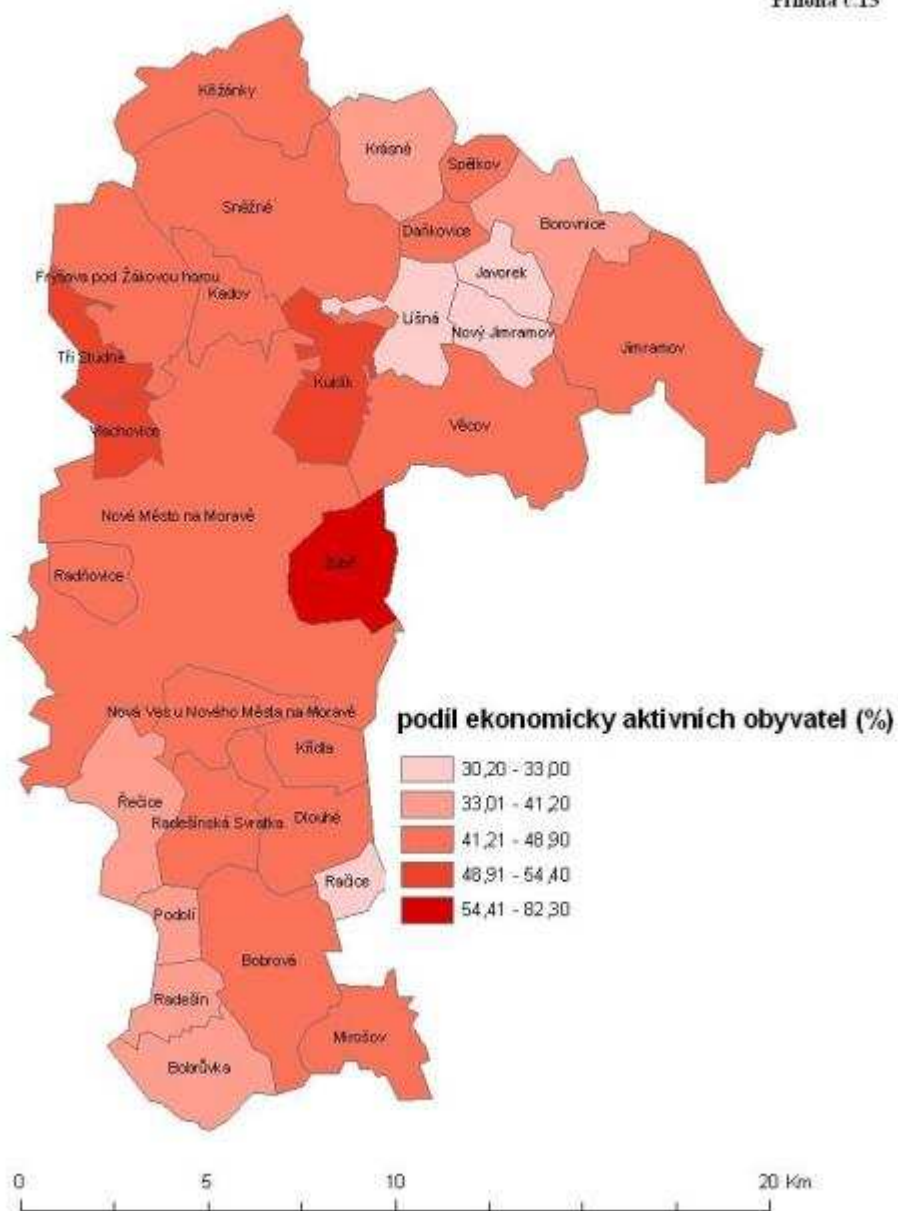 Příloha č.13
Křižánky
Krásné
Spělkov
Sněžné
Borovnice
Daňkovice
Javorek
Fryšava pod Žákovou horou
Kadov
Líšná
Nový Jimramov
Jimramov
Tři Studně
Kuklík
Vlachovice
Věcov
Nové Město na Moravě
Zubří
Radňovice
Nová Ves u Nového Města na Moravě
podíl ekonomicky aktivních obyvatel (%)
Křídla
30,20 - 33,00
Řečice
33,01 - 41,20
Radešínská Svratka
Dlouhé
41,21 - 48,90
Račice
48,91 - 54,40
Podolí
54,41 - 82,30
Bobrová
Radešín
Mirošov
Bobrůvka
0 5 10 20 Km